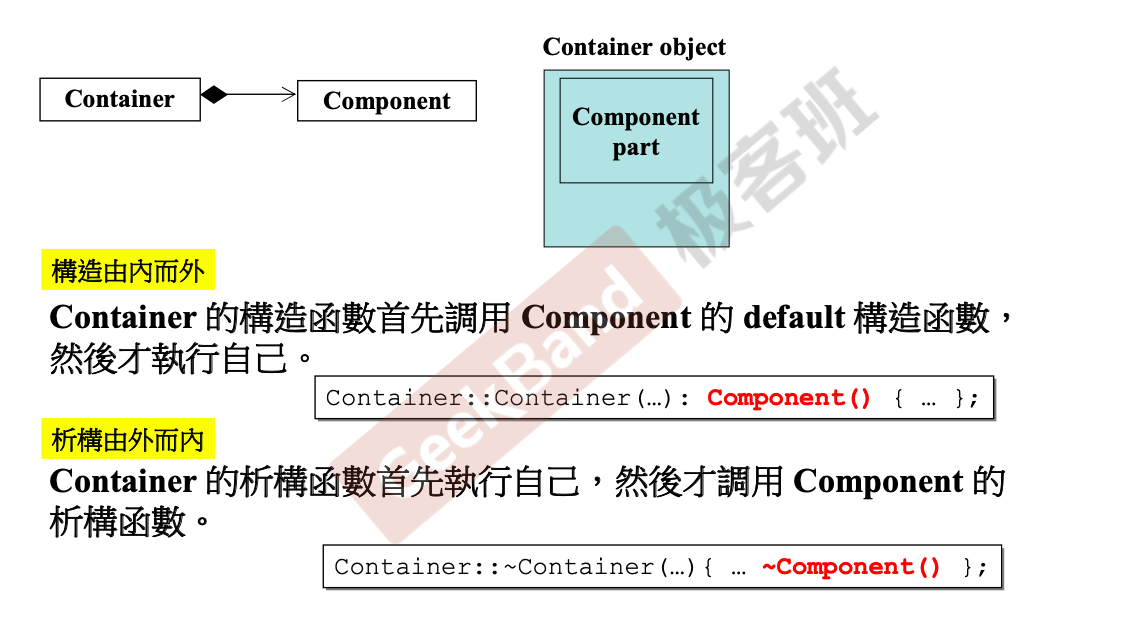 Container object
Container
Component
Component
part
構造由內而外
Container 的構造函數首先調用 Component 的 default 構造函數，
然後才執行自己。
Container::Container(…): Component() { … };
析構由外而內
Container 的析構函數首先執行自己，然後才調用 Component 的
析構函數。
Container::~Container(…){ … ~Component() };
SeekBand 极客班